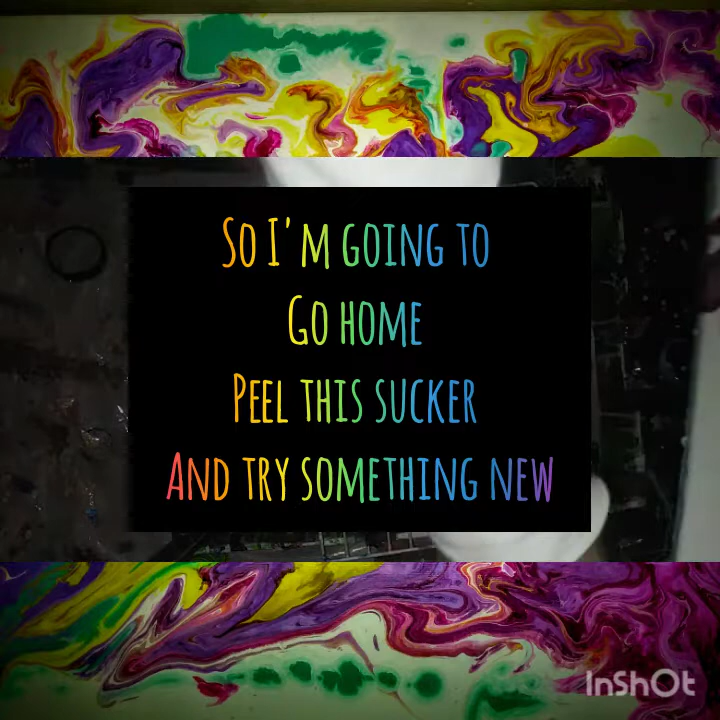 So I'm going to
Go home
Peel this sucker
And try something new
InShOt